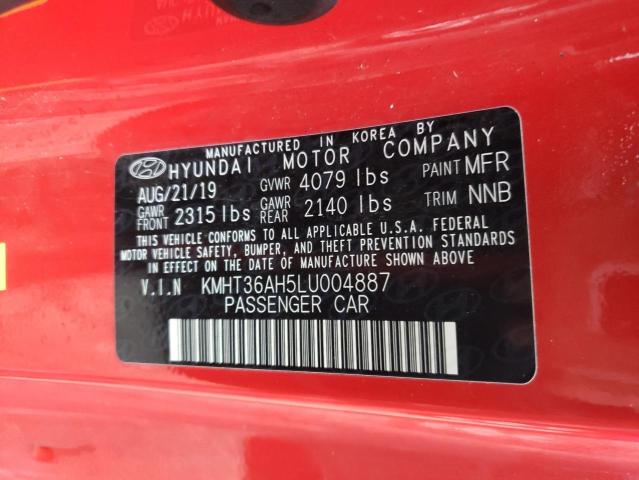 MANUFACTURED IN KOREA BY
HYUNDAI MOTOR COMPANY
AUG/21/19 GVWR 4079 lbs PAINT MFR
GAWR FRONT 2315 lbs GAWR REAR 2140 lbs TRIM NNB
THIS VEHICLE CONFORMS TO ALL APPLICABLE U.S.A. FEDERAL
MOTOR VEHICLE SAFETY, BUMPER, AND THEFT PREVENTION STANDARDS
IN EFFECT ON THE DATE OF MANUFACTURE SHOWN ABOVE.
V.I.N KMHT36AH5LU004887
PASSENGER CAR